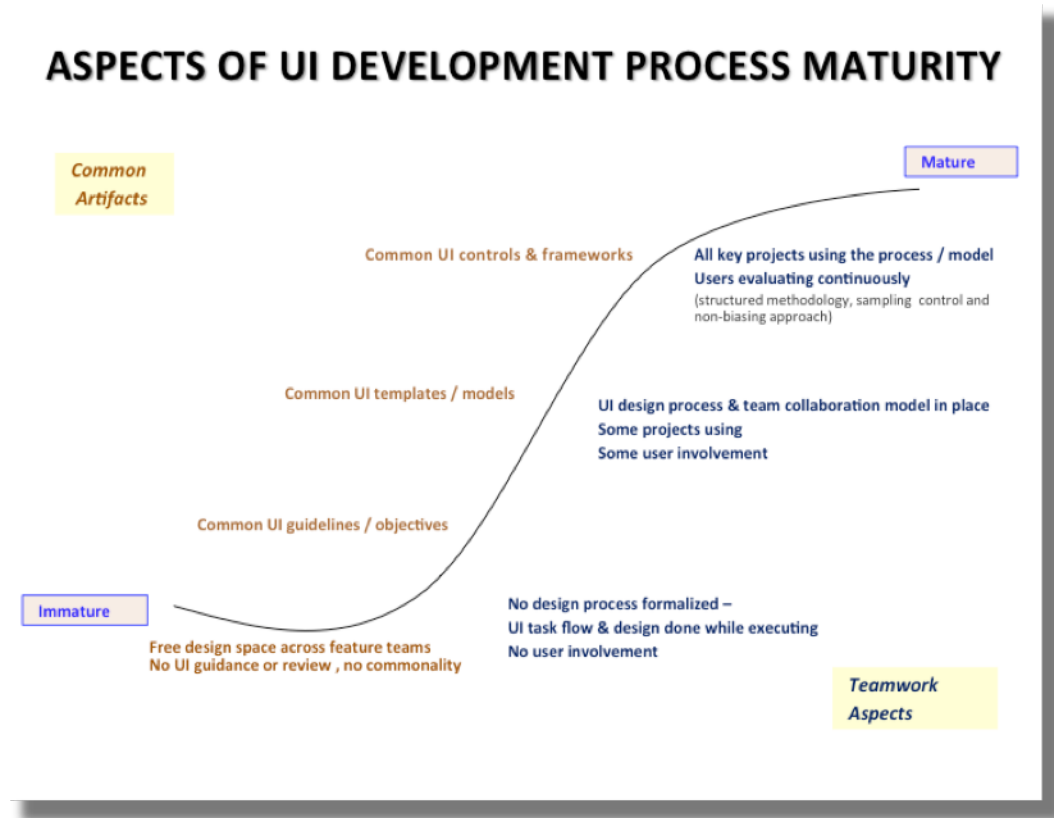 ASPECTS OF UI DEVELOPMENT PROCESS MATURITY
Common
Artifacts
Mature
Common UI controls & frameworks
All key projects using the process / model
Users evaluating continuously
(structured methodology, sampling control and
non-biasing approach)
Common UI templates / models
UI design process & team collaboration model in place
Some projects using
Some user involvement
Common UI guidelines / objectives
Immature
No design process formalized –
UI task flow & design done while executing
No user involvement
Free design space across feature teams
No UI guidance or review , no commonality
Teamwork
Aspects